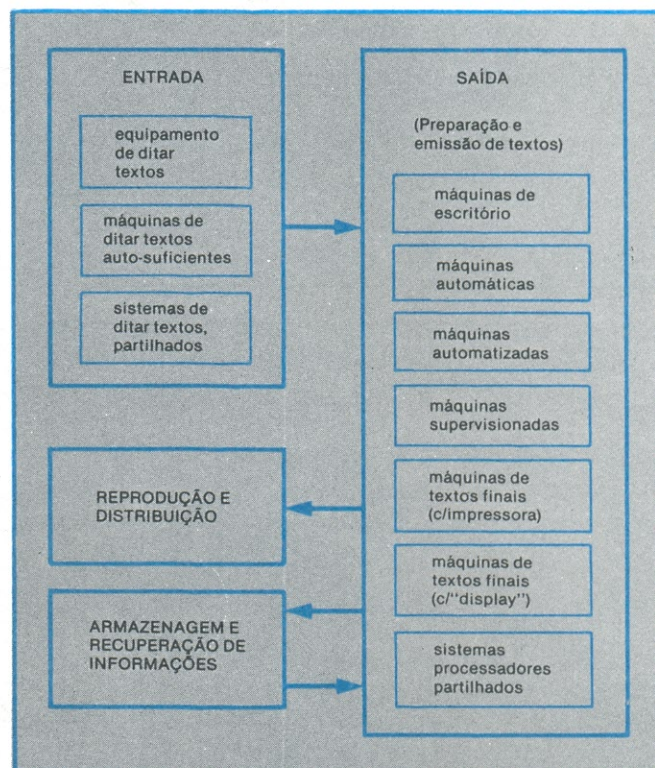 ENTRADA
equipamento
de ditar
textos
máquinas de
ditar textos
auto-suficientes
sistemas de
ditar textos,
partilhados
REPRODUÇÃO E
DISTRIBUIÇÃO
ARMAZENAGEM E
RECUPERAÇÃO DE
INFORMAÇÕES
SAÍDA
(Preparação e
emissão de textos)
máquinas de
escritório
máquinas
automáticas
máquinas
automatizadas
máquinas
supervisionadas
máquinas de
textos finais
(c/impressora)
máquinas de
textos finais
(c/"display")
sistemas
processadores
partilhados